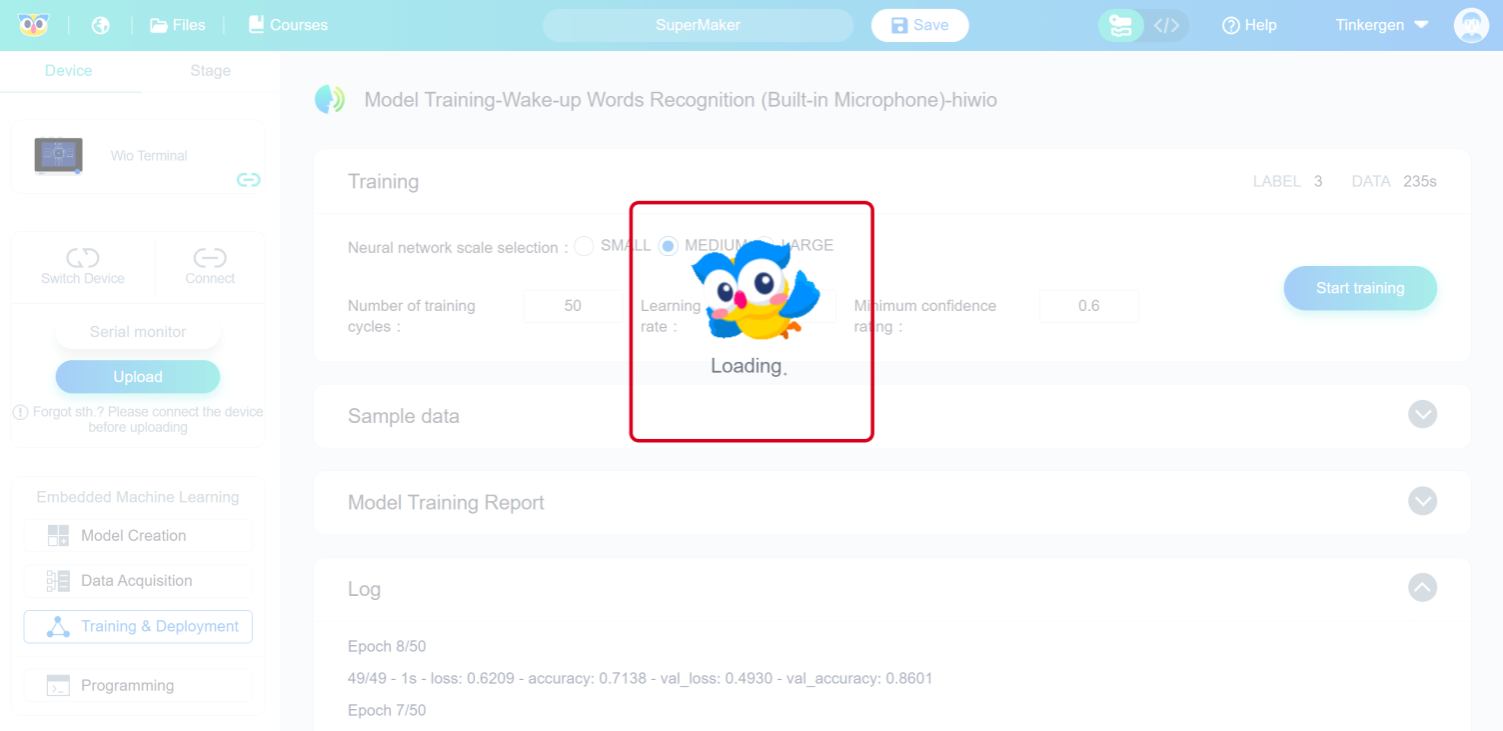 Files
Courses
SuperMaker
Save
</>
Help
Tinkergen
Device
Stage
Wio Terminal
Switch Device
Connect
Serial monitor
Upload
Forgot sth.? Please connect the device
before uploading
Embedded Machine Learning
Model Creation
Data Acquisition
Training & Deployment
Programming
Model Training-Wake-up Words Recognition (Built-in Microphone)-hiwio
Training
LABEL 3 DATA 235s
Neural network scale selection : SMALL MEDIUM LARGE
Number of training
cycles :
50
Learning
rate :
Minimum confidence
rating :
0.6
Start training
Loading.
Sample data
Model Training Report
Log
Epoch 8/50
49/49 - 1s - loss: 0.6209 - accuracy: 0.7138 - val_loss: 0.4930 - val_accuracy: 0.8601
Epoch 7/50